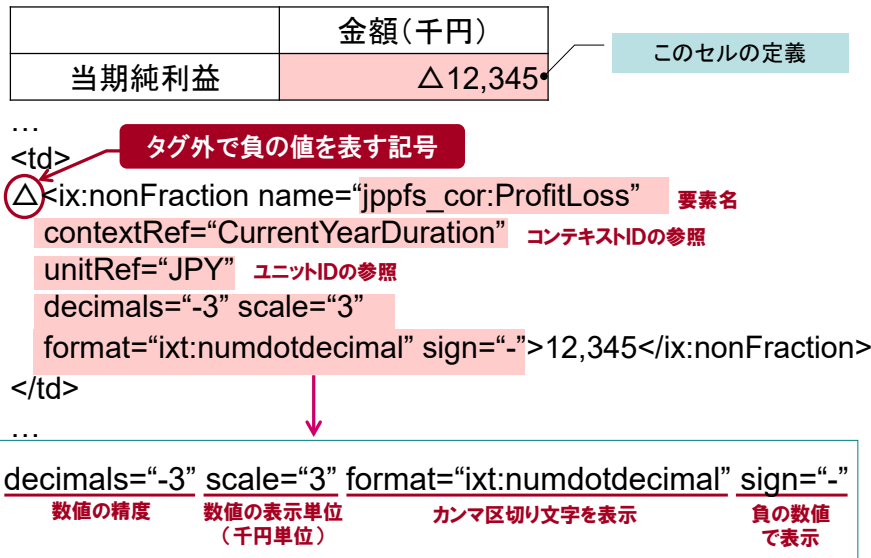 金額(千円)
当期純利益 △12,345
このセルの定義
…
<td>
タグ外で負の値を表す記号
△<ix:nonFraction name=“jppfs_cor:ProfitLoss” 要素名
contextRef=“CurrentYearDuration” コンテキストIDの参照
unitRef=“JPY” ユニットIDの参照
decimals=“-3” scale=“3”
format=“ixt:numdotdecimal” sign=“-”>12,345</ix:nonFraction>
</td>
…
decimals=“-3” scale=“3” format=“ixt:numdotdecimal” sign=“-”
数値の精度 数値の表示単位 カンマ区切り文字を表示 負の数値
(千円単位) で表示